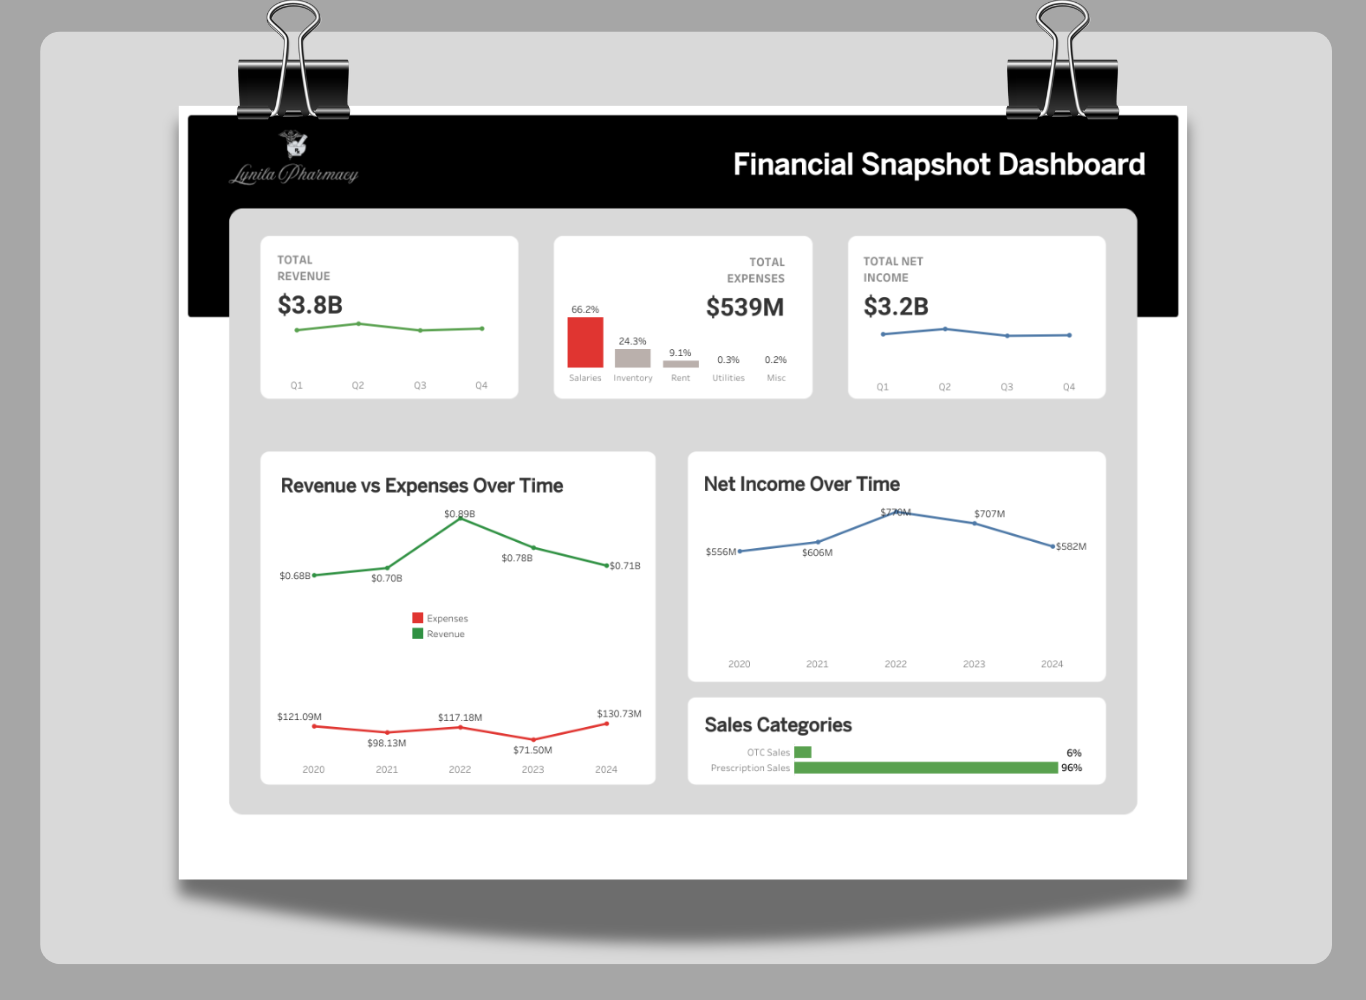 Lynila Pharmacy
Financial Snapshot Dashboard
TOTAL
REVENUE
$3.8B
Q1 Q2 Q3 Q4
TOTAL
EXPENSES
$539M
66.2%
24.3%
9.1%
0.3%
0.2%
Salaries Inventory Rent Utilities Misc
TOTAL NET
INCOME
$3.2B
Q1 Q2 Q3 Q4
Revenue vs Expenses Over Time
$0.89B
$0.78B
$0.71B
$0.68B
$0.70B
Expenses
Revenue
$130.73M
$121.09M
$117.18M
$98.13M
$71.50M
2020 2021 2022 2023 2024
Net Income Over Time
$770M
$707M
$582M
$556M
$606M
2020 2021 2022 2023 2024
Sales Categories
OTC Sales 6%
Prescription Sales 96%